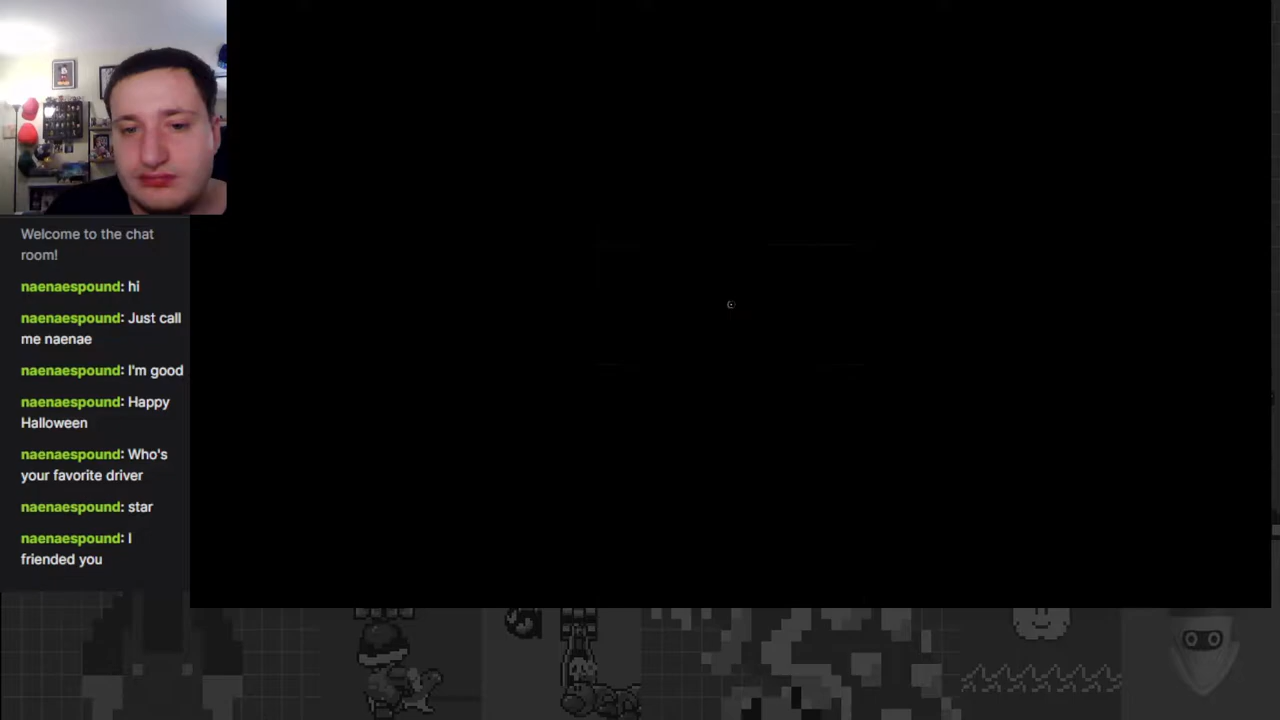 Welcome to the chat
room!
naenaespound: hi
naenaespound: Just call
me naenae
naenaespound: I'm good
naenaespound: Happy
Halloween
naenaespound: Who's
your favorite driver
naenaespound: star
naenaespound: I
friended you